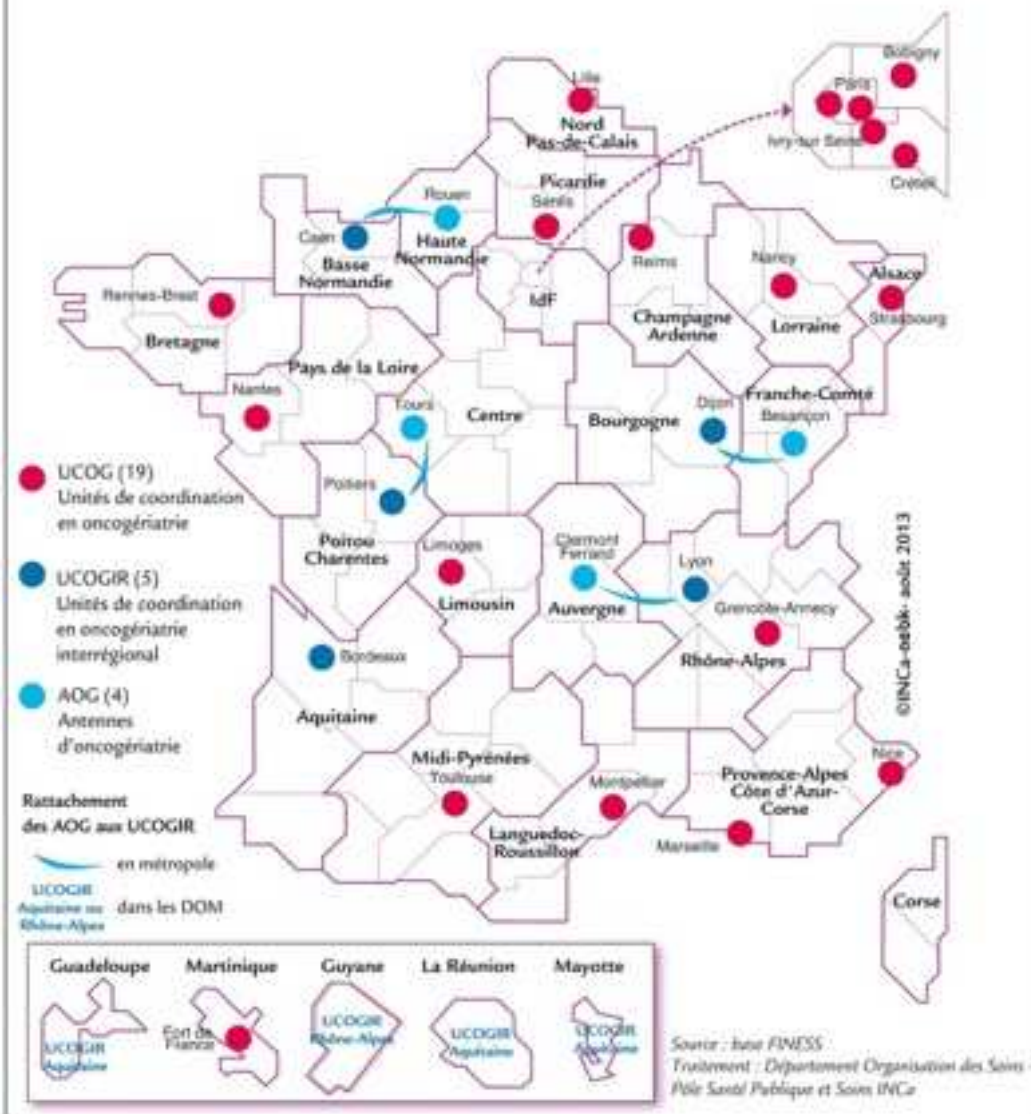 Bobigny
Paris
Ivry-sur Seine
Créteil
Lille
Nord
Pas-de-Calais
Picardie
Senlis
Rouen
Haute
Normandie
Caen
Basse
Normandie
IdF
Reims
Champagne
Ardenne
Nancy
Lorraine
Alsace
Strasbourg
Rennes-Brest
Bretagne
Pays de la Loire
Nantes
Tours
Centre
Bourgogne
Dijon
Franche-Comté
Besançon
Poitiers
Poitou
Charentes
Limoges
Limousin
Clermont
Ferrand
Auvergne
Lyon
Grenoble-Annecy
Rhône-Alpes
Bordeaux
Aquitaine
Midi-Pyrénées
Toulouse
Montpellier
Languedoc-
Roussillon
Provence-Alpes
Côte d'Azur-
Corse
Nice
Marseille
Corse
©INCa-bebk- août 2013
UCOG (19)
Unités de coordination
en oncogériatrie
UCOGIR (5)
Unités de coordination
en oncogériatrie
interrégional
AOG (4)
Antennes
d'oncogériatrie
Rattachement
des AOG aux UCOGIR
en métropole
UCOGIR
Aquitaine ou
Rhône-Alpes
dans les DOM
Guadeloupe
UCOGIR
Aquitaine
Martinique
Fort de
France
Guyane
UCOGIR
Rhône-Alpes
La Réunion
UCOGIR
Aquitaine
Mayotte
UCOGIR
Aquitaine
Source : base FINESS
Traitement : Département Organisation des Soins -
Pôle Santé Publique et Soins INCa